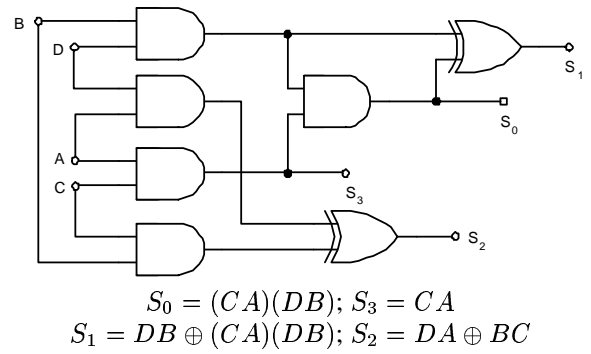 B
D
S1
A
S0
C
S3
S2
S0 = (CA)(DB); S3 = CA
S1 = DB ⊕ (CA)(DB); S2 = DA ⊕ BC